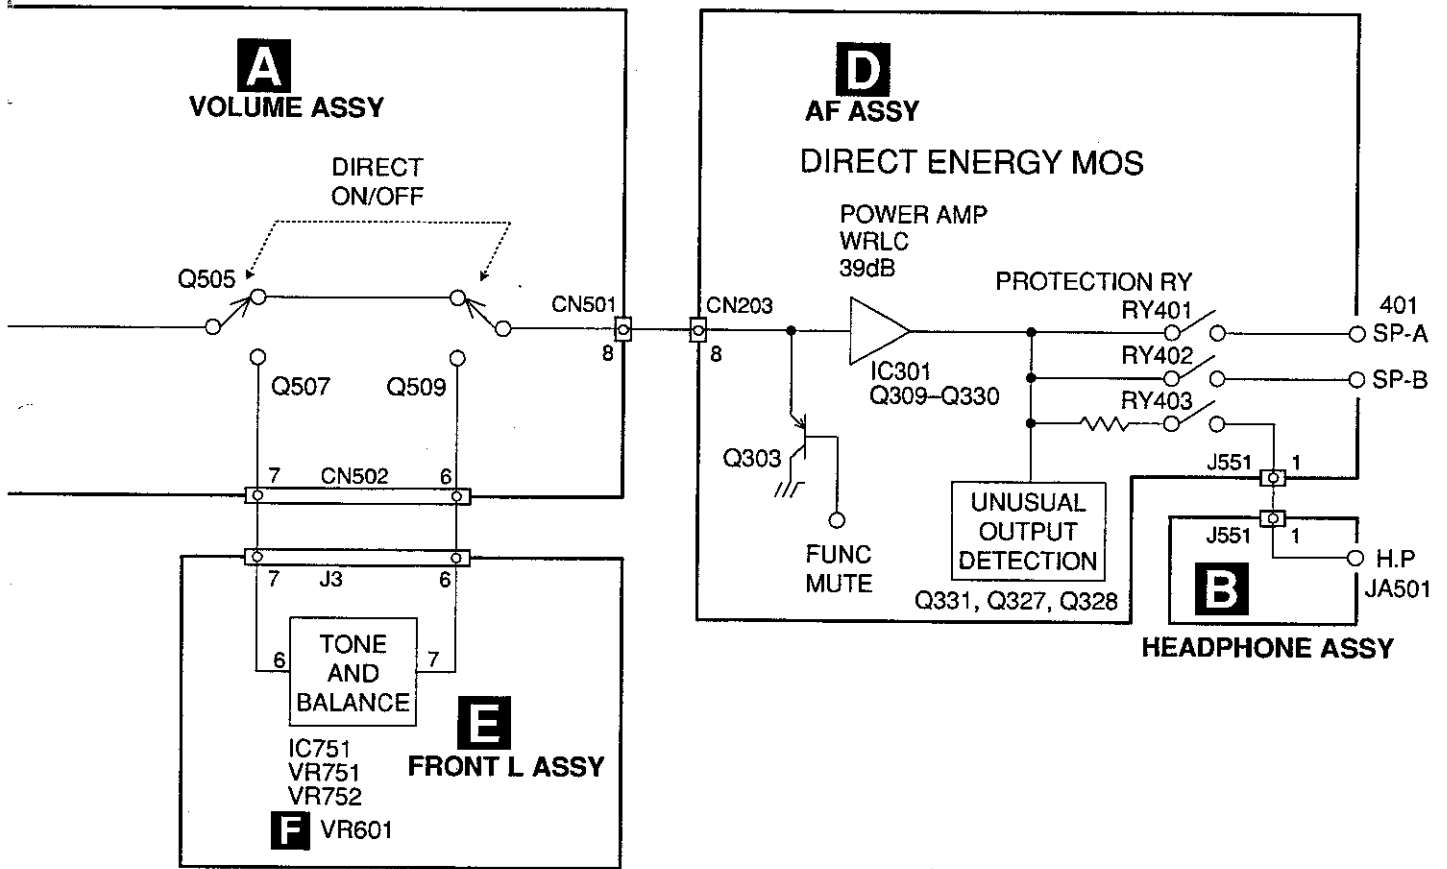 A
VOLUME ASSY
DIRECT
ON/OFF
Q505
Q507
Q509
CN501
8
7
CN502
6
7
J3
6
6
TONE
AND
BALANCE
7
IC751
VR751
VR752
F VR601
E
FRONT L ASSY
D
AF ASSY
DIRECT ENERGY MOS
POWER AMP
WRLC
39dB
CN203
8
IC301
Q309–Q330
Q303
FUNC
MUTE
PROTECTION RY
RY401
RY402
RY403
401
SP-A
SP-B
UNUSUAL
OUTPUT
DETECTION
Q331, Q327, Q328
J551 1
J551 1
H.P
JA501
B
HEADPHONE ASSY